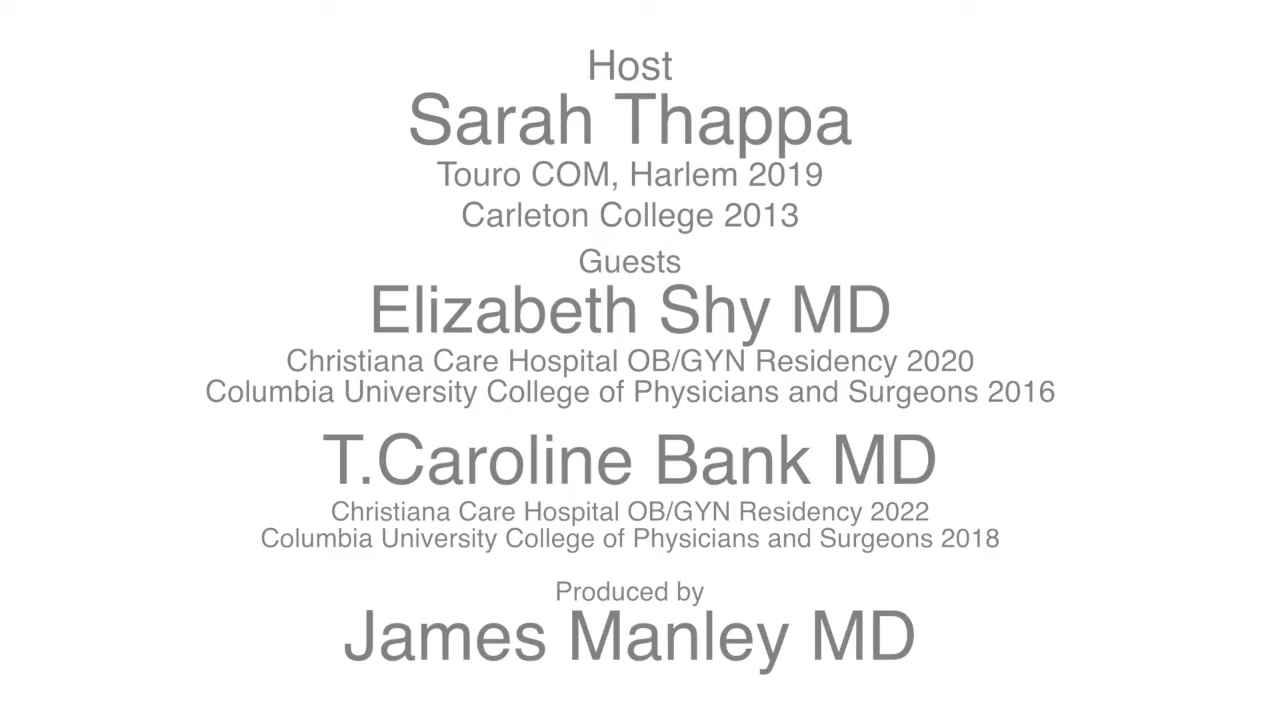 Host
Sarah Thappa
Touro COM, Harlem 2019
Carleton College 2013
Guests
Elizabeth Shy MD
Christiana Care Hospital OB/GYN Residency 2020
Columbia University College of Physicians and Surgeons 2016
T.Caroline Bank MD
Christiana Care Hospital OB/GYN Residency 2022
Columbia University College of Physicians and Surgeons 2018
Produced by
James Manley MD